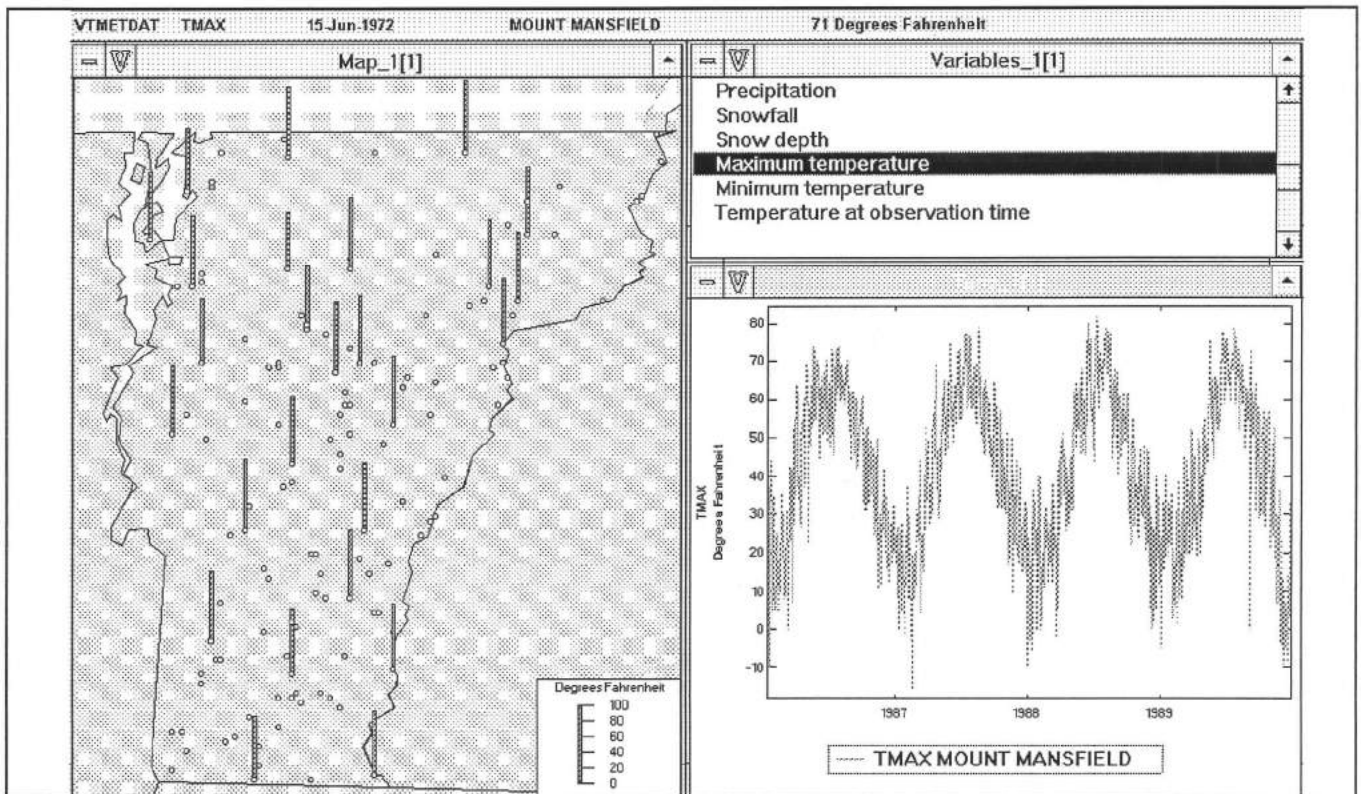 VTMETDAT TMAX 15-Jun-1972 MOUNT MANSFIELD 71 Degrees Fahrenheit
Map_1[1]
Degrees Fahrenheit
100
80
60
40
20
0
Variables_1[1]
Precipitation
Snowfall
Snow depth
Maximum temperature
Minimum temperature
Temperature at observation time
TMAX
Degrees Fahrenheit
80
70
60
50
40
30
20
10
0
-10
1987
1988
1989
TMAX MOUNT MANSFIELD